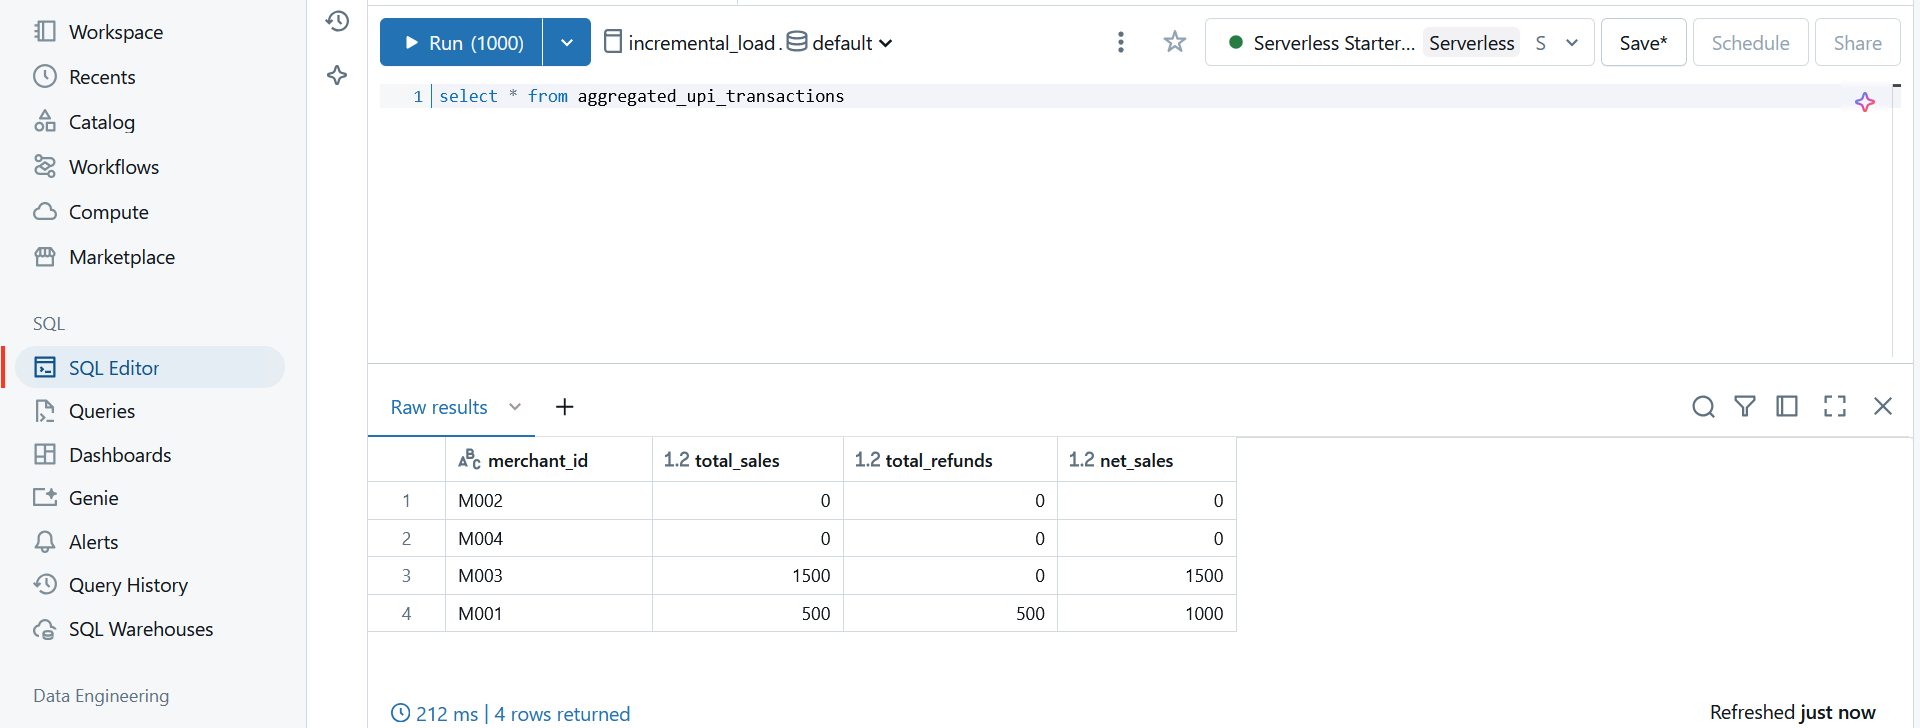 Workspace
Recents
Catalog
Workflows
Compute
Marketplace
SQL
SQL Editor
Queries
Dashboards
Genie
Alerts
Query History
SQL Warehouses
Data Engineering
Run (1000) incremental_load . default Serverless Starter... Serverless S Save* Schedule Share
1 select * from aggregated_upi_transactions
Raw results
ABC merchant_id 1.2 total_sales 1.2 total_refunds 1.2 net_sales
1 M002 0 0 0
2 M004 0 0 0
3 M003 1500 0 1500
4 M001 500 500 1000
212 ms | 4 rows returned Refreshed just now